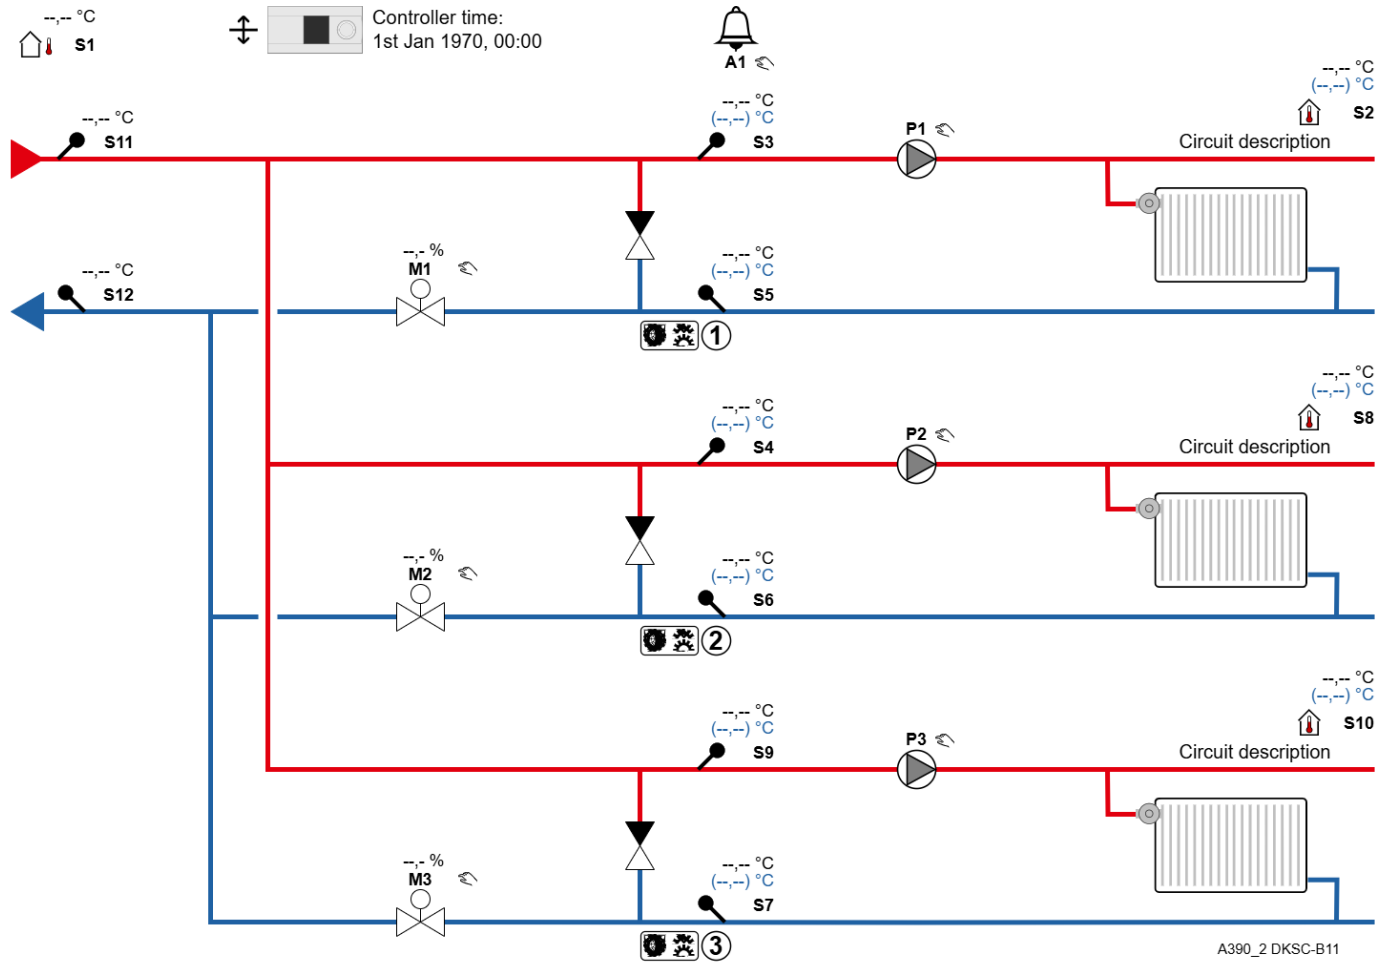 --,-- °C
S1
Controller time:
1st Jan 1970, 00:00
A1
--,-- °C
(--,--) °C
S2
Circuit description
--,-- °C
S11
--,-- °C
(--,--) °C
S3
P1
--,-- °C
S12
--,- %
M1
--,-- °C
(--,--) °C
S5
1
--,-- °C
(--,--) °C
S8
Circuit description
--,-- °C
(--,--) °C
S4
P2
--,- %
M2
--,-- °C
(--,--) °C
S6
2
--,-- °C
(--,--) °C
S10
Circuit description
--,-- °C
(--,--) °C
S9
P3
--,- %
M3
--,-- °C
(--,--) °C
S7
3
A390_2 DKSC-B11